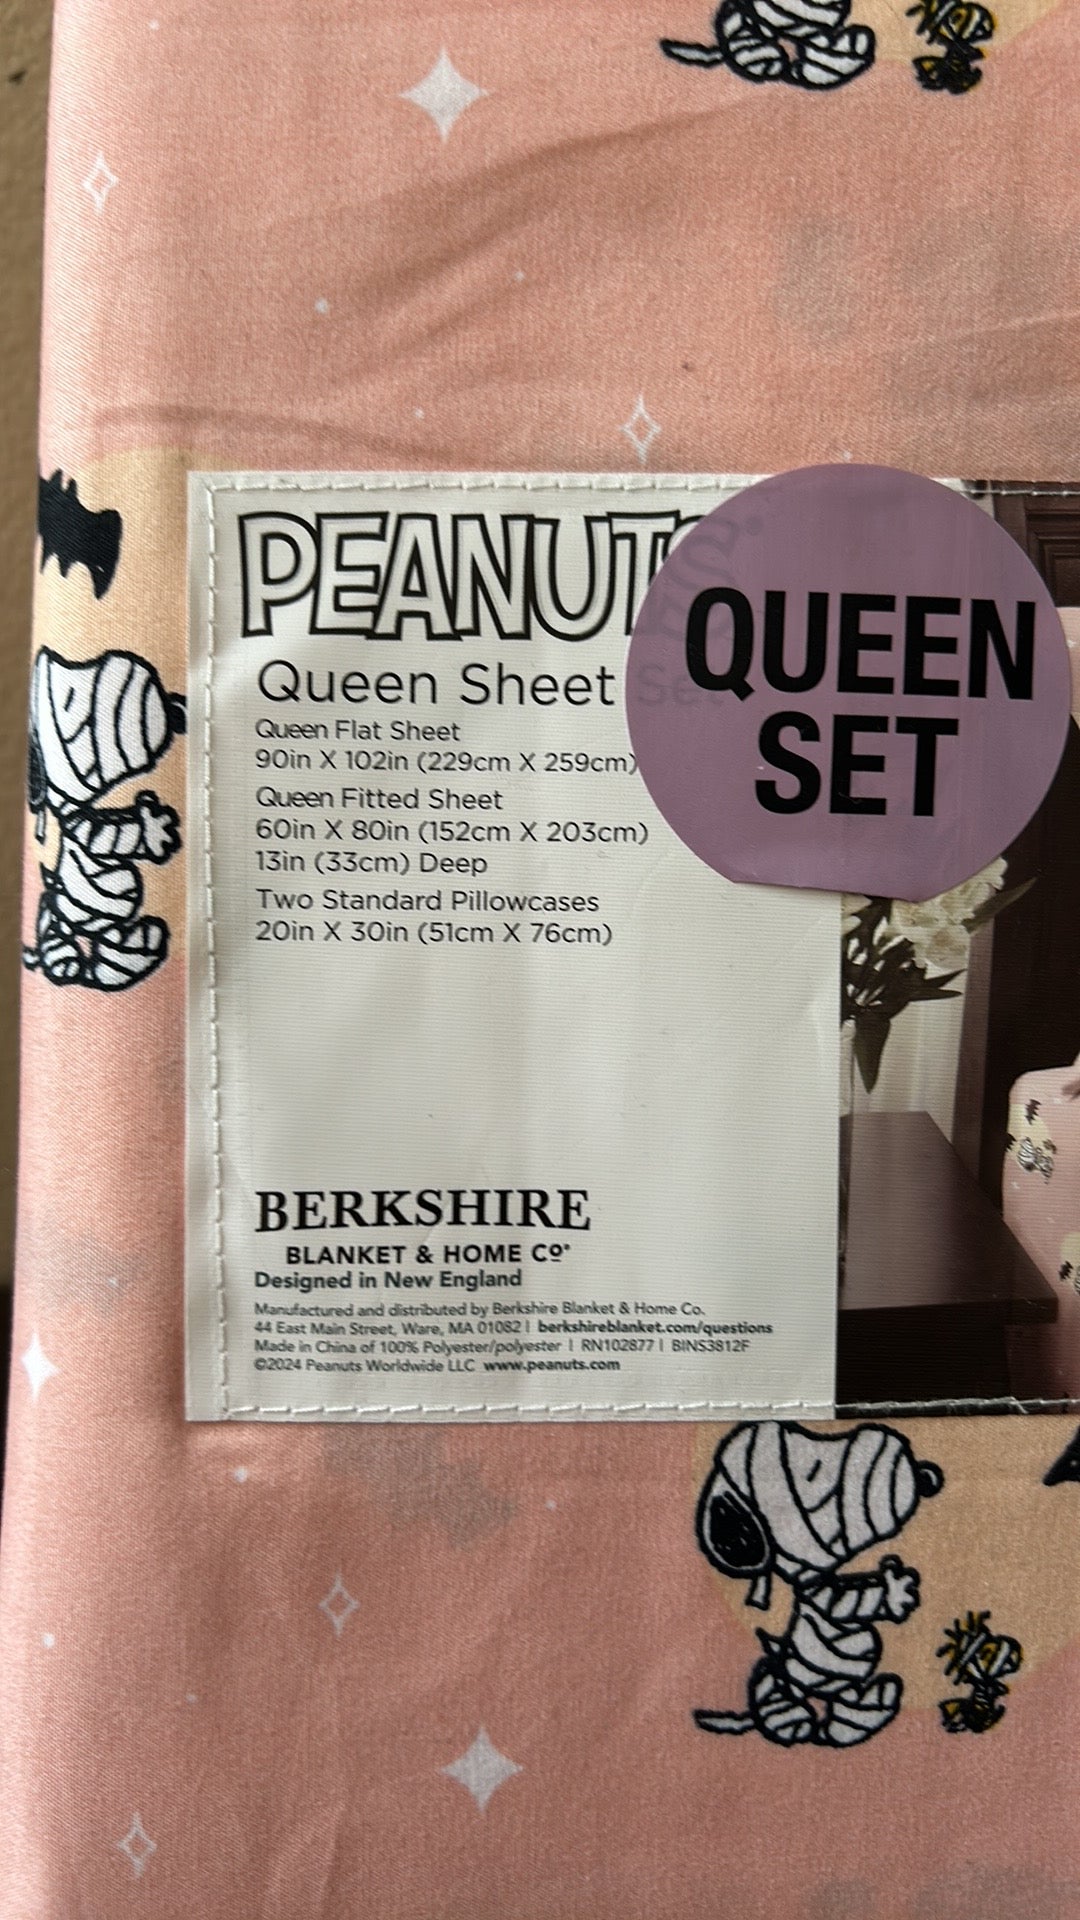 PEANUTS
Queen Sheet Set
Queen Flat Sheet
90in X 102in (229cm X 259cm)
Queen Fitted Sheet
60in X 80in (152cm X 203cm)
13in (33cm) Deep
Two Standard Pillowcases
20in X 30in (51cm X 76cm)
QUEEN
SET
BERKSHIRE
BLANKET & HOME Cº
Designed in New England
Manufactured and distributed by Berkshire Blanket & Home Co.
44 East Main Street, Ware, MA 01082 | berkshireblanket.com/questions
Made in China of 100% Polyester/polyester | RN102877 | BINS3812F
©2024 Peanuts Worldwide LLC www.peanuts.com